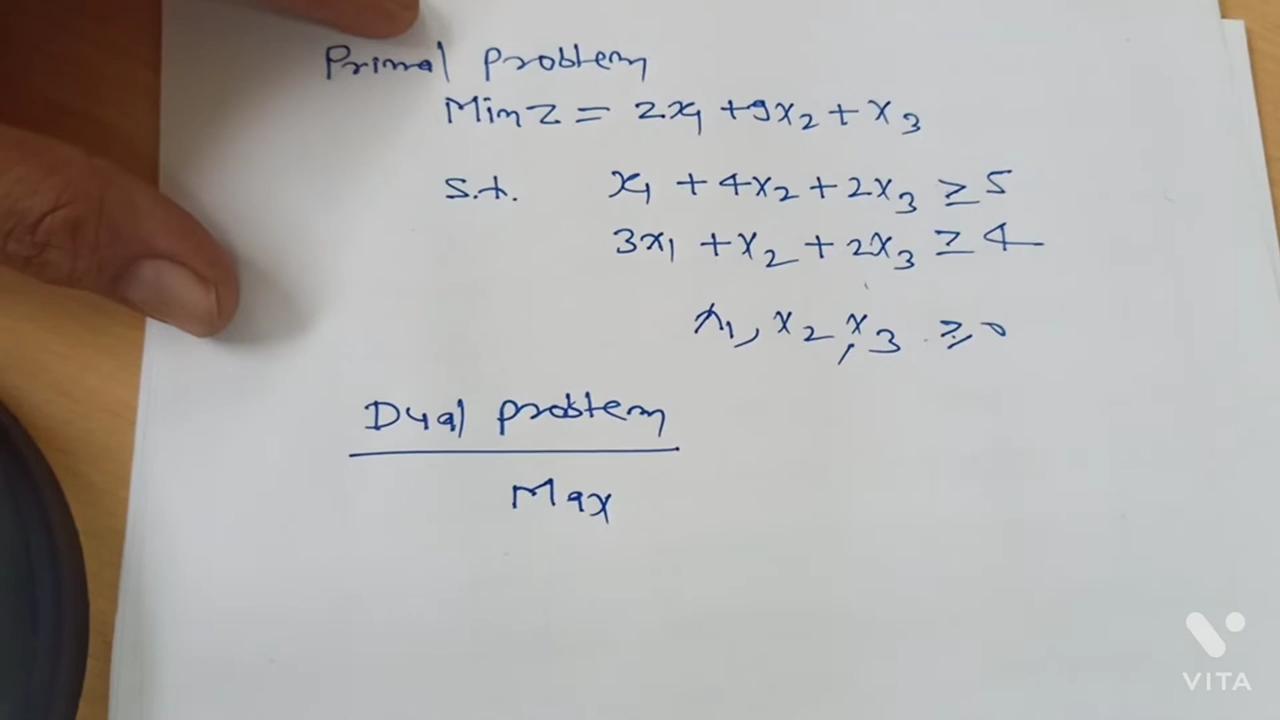 Primal Problem
Min Z = 2x₁ + 9x₂ + x₃
S.t. x₁ + 4x₂ + 2x₃ ≥ 5
3x₁ + x₂ + 2x₃ ≥ 4
x₁, x₂, x₃ ≥ 0
Dual problem
Max
VITA